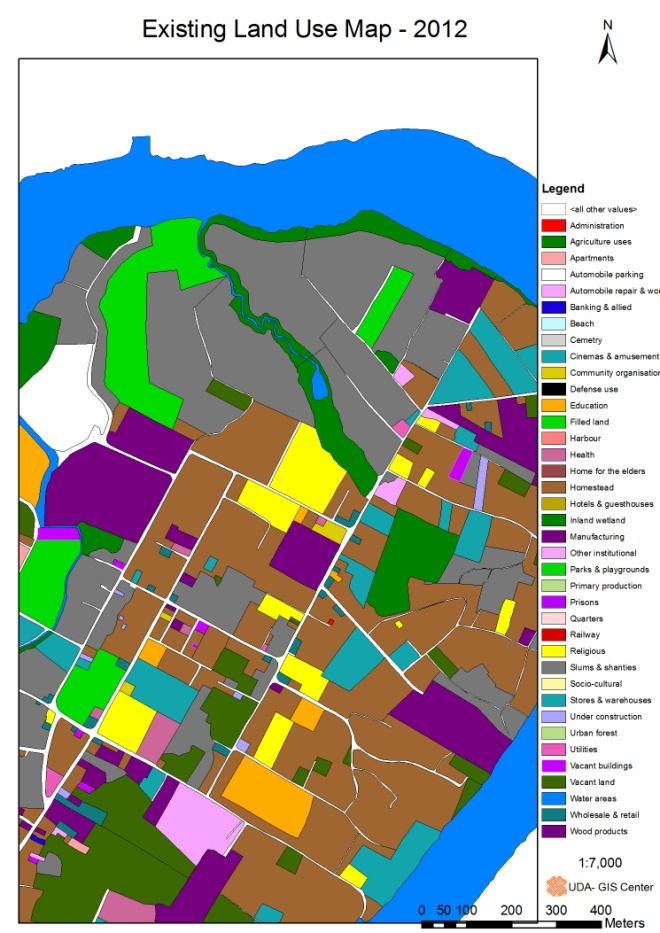 Existing Land Use Map - 2012
N
Legend
<all other values>
Administration
Agriculture uses
Apartments
Automobile parking
Automobile repair & wor
Banking & allied
Beach
Cemetry
Cinemas & amusement
Community organisation
Defense use
Education
Filled land
Harbour
Health
Home for the elders
Homestead
Hotels & guesthouses
Inland wetland
Manufacturing
Other institutional
Parks & playgrounds
Primary production
Prisons
Quarters
Railway
Religious
Slums & shanties
Socio-cultural
Stores & warehouses
Under construction
Urban forest
Utilities
Vacant buildings
Vacant land
Water areas
Wholesale & retail
Wood products
1:7,000
UDA- GIS Center
0 50 100 200 300 400
Meters